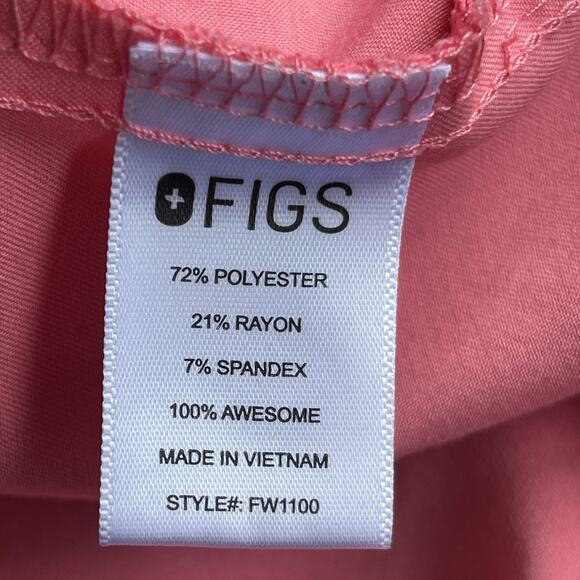 FIGS
72% POLYESTER
21% RAYON
7% SPANDEX
100% AWESOME
MADE IN VIETNAM
STYLE#: FW1100